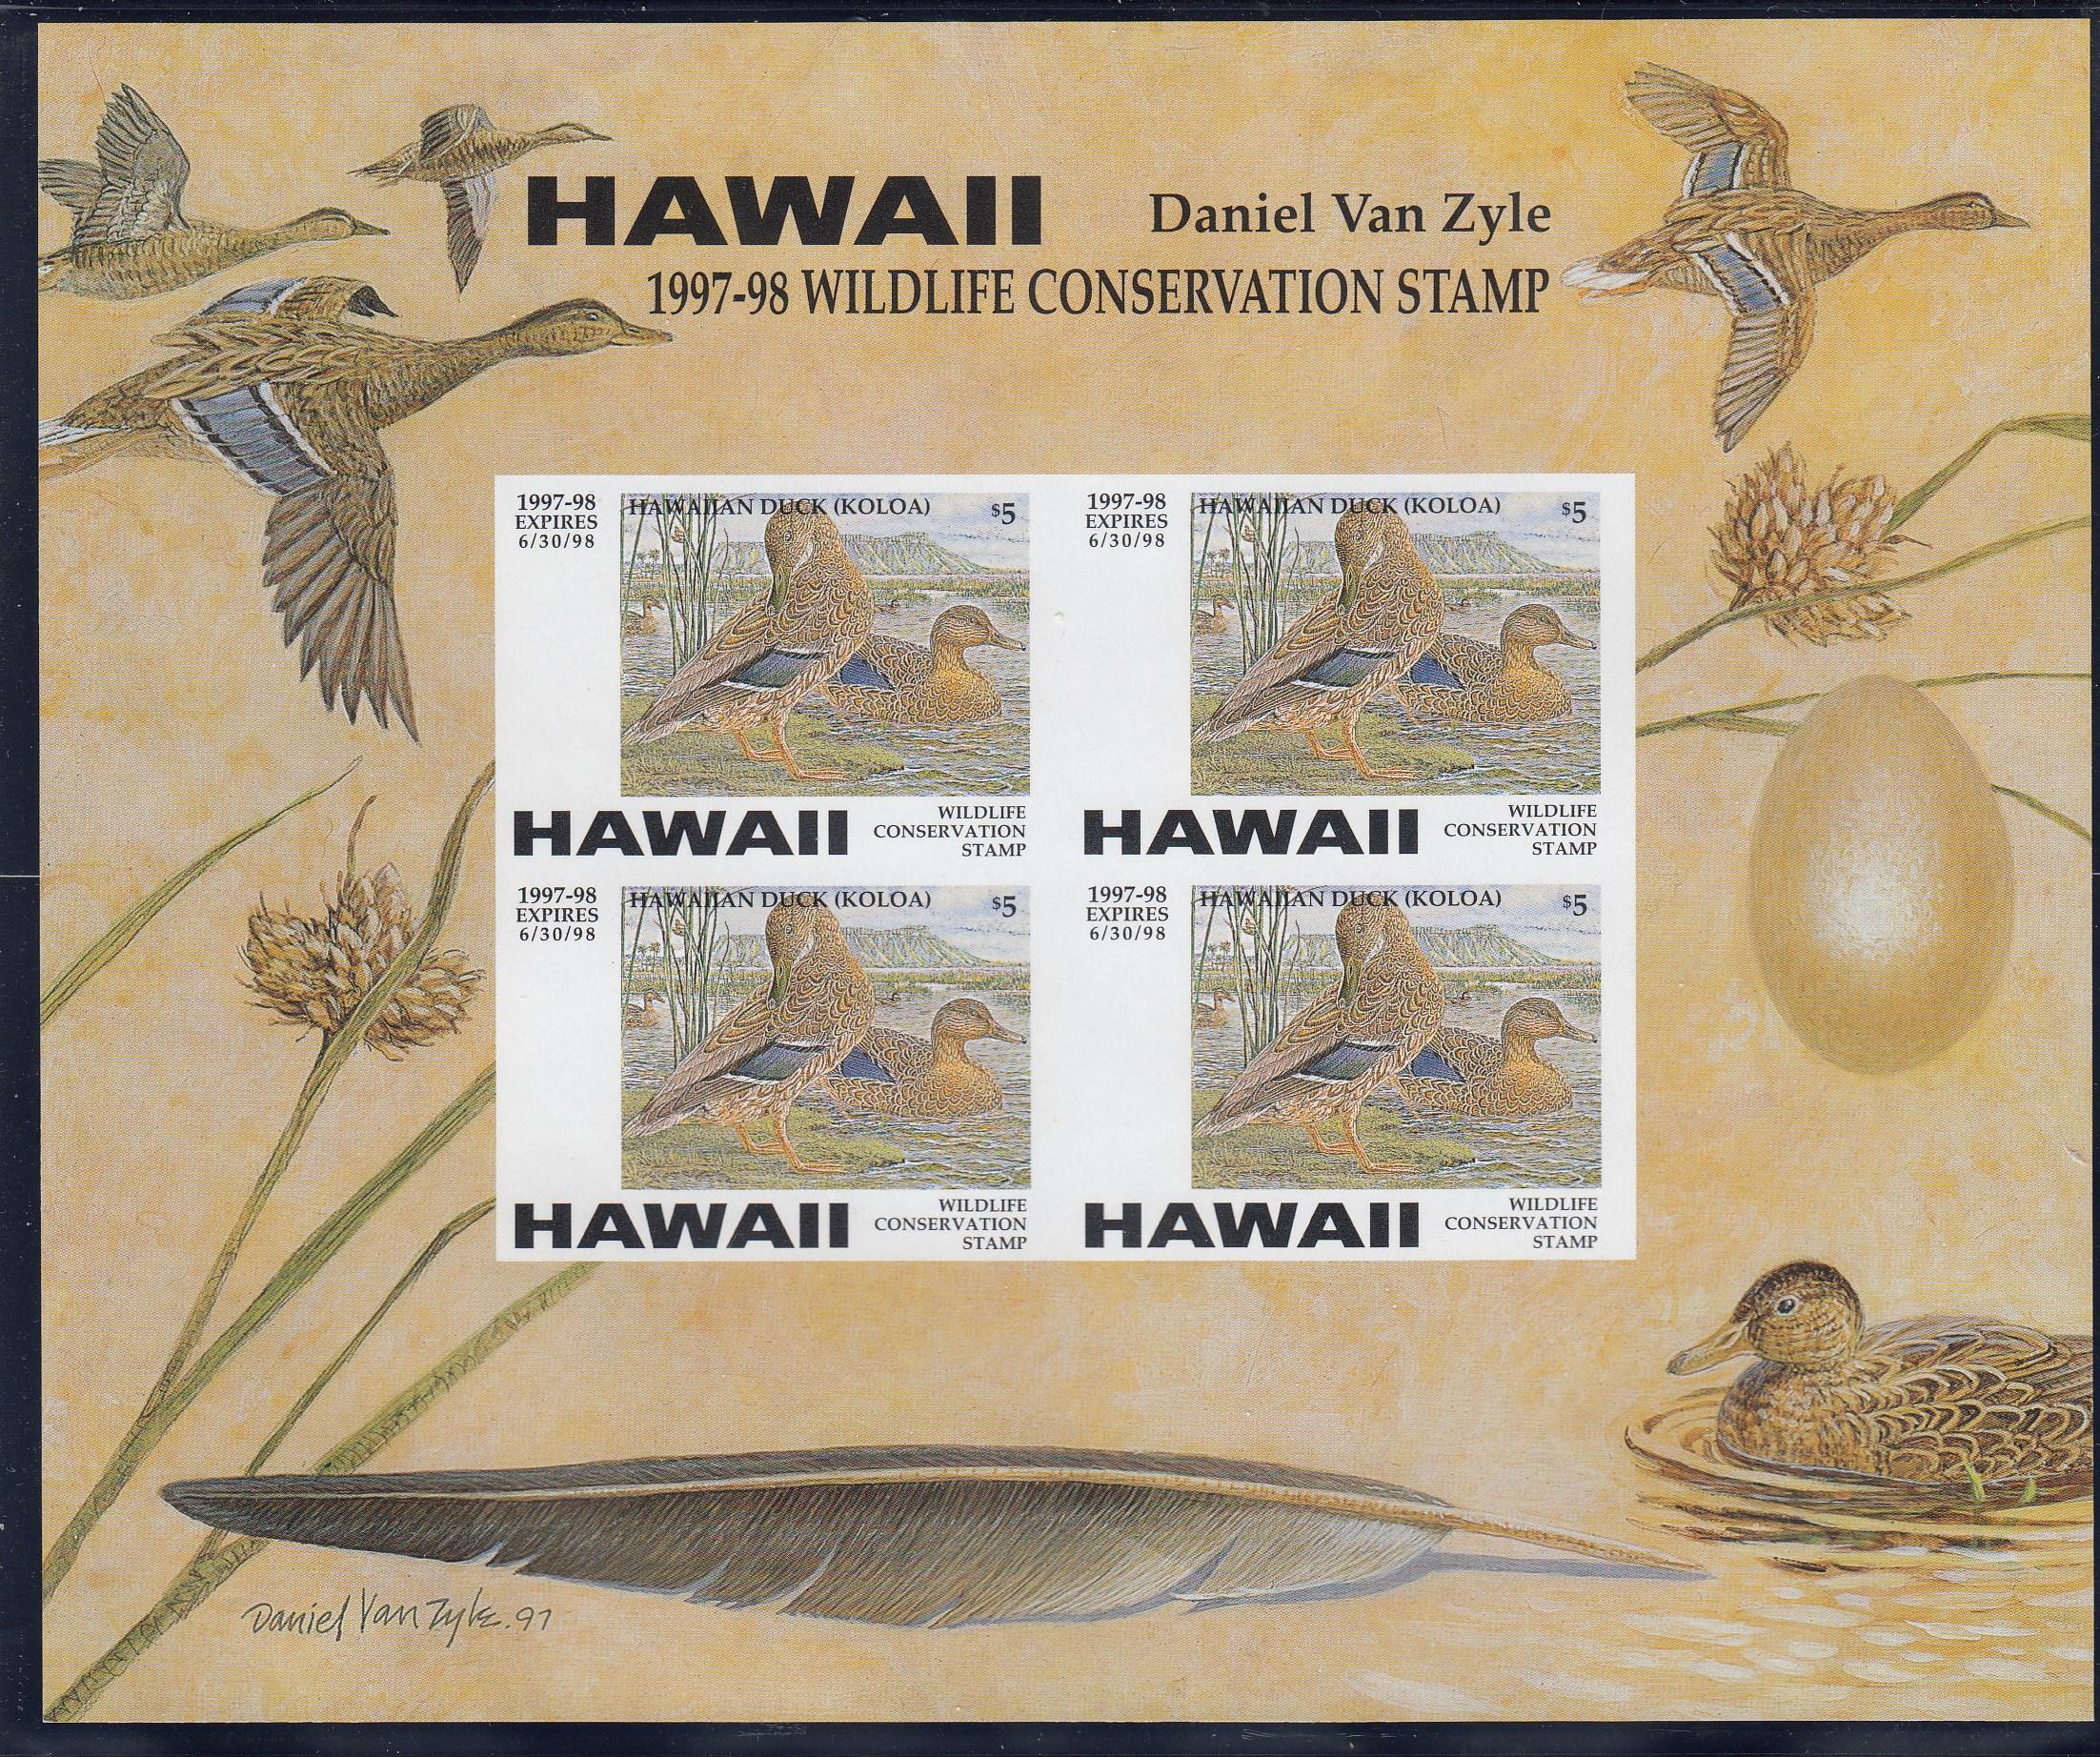 HAWAII
Daniel Van Zyle
1997-98 WILDLIFE CONSERVATION STAMP
1997-98
EXPIRES
6/30/98
HAWAIIAN DUCK (KOLOA)
$5
HAWAII
WILDLIFE
CONSERVATION
STAMP
1997-98
EXPIRES
6/30/98
HAWAIIAN DUCK (KOLOA)
$5
HAWAII
WILDLIFE
CONSERVATION
STAMP
1997-98
EXPIRES
6/30/98
HAWAIIAN DUCK (KOLOA)
$5
HAWAII
WILDLIFE
CONSERVATION
STAMP
1997-98
EXPIRES
6/30/98
HAWAIIAN DUCK (KOLOA)
$5
HAWAII
WILDLIFE
CONSERVATION
STAMP
Daniel Van Zyle. 97